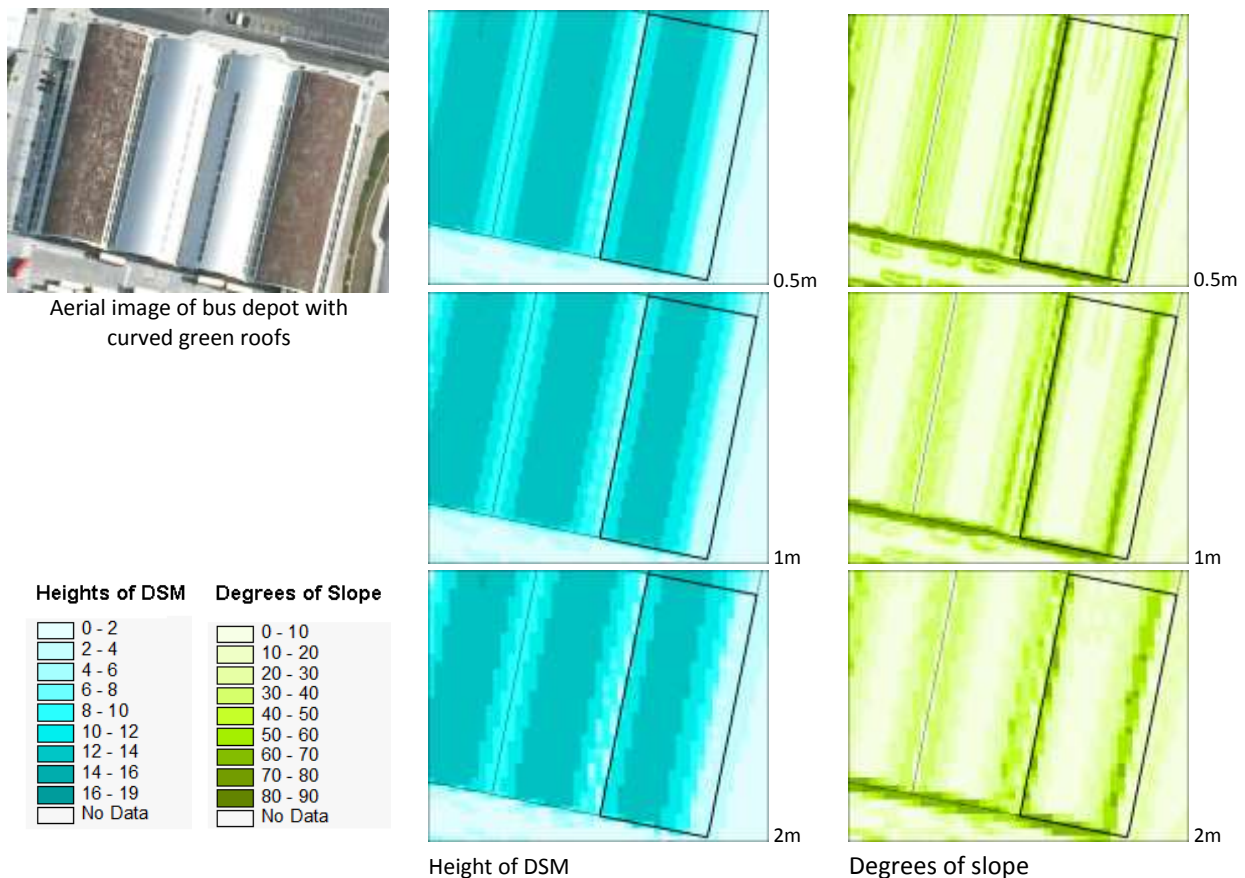 0.5m
0.5m
Aerial image of bus depot with
curved green roofs
1m
1m
Heights of DSM
0 - 2
2 - 4
4 - 6
6 - 8
8 - 10
10 - 12
12 - 14
14 - 16
16 - 19
No Data
Degrees of Slope
0 - 10
10 - 20
20 - 30
30 - 40
40 - 50
50 - 60
60 - 70
70 - 80
80 - 90
No Data
2m
2m
Height of DSM
Degrees of slope